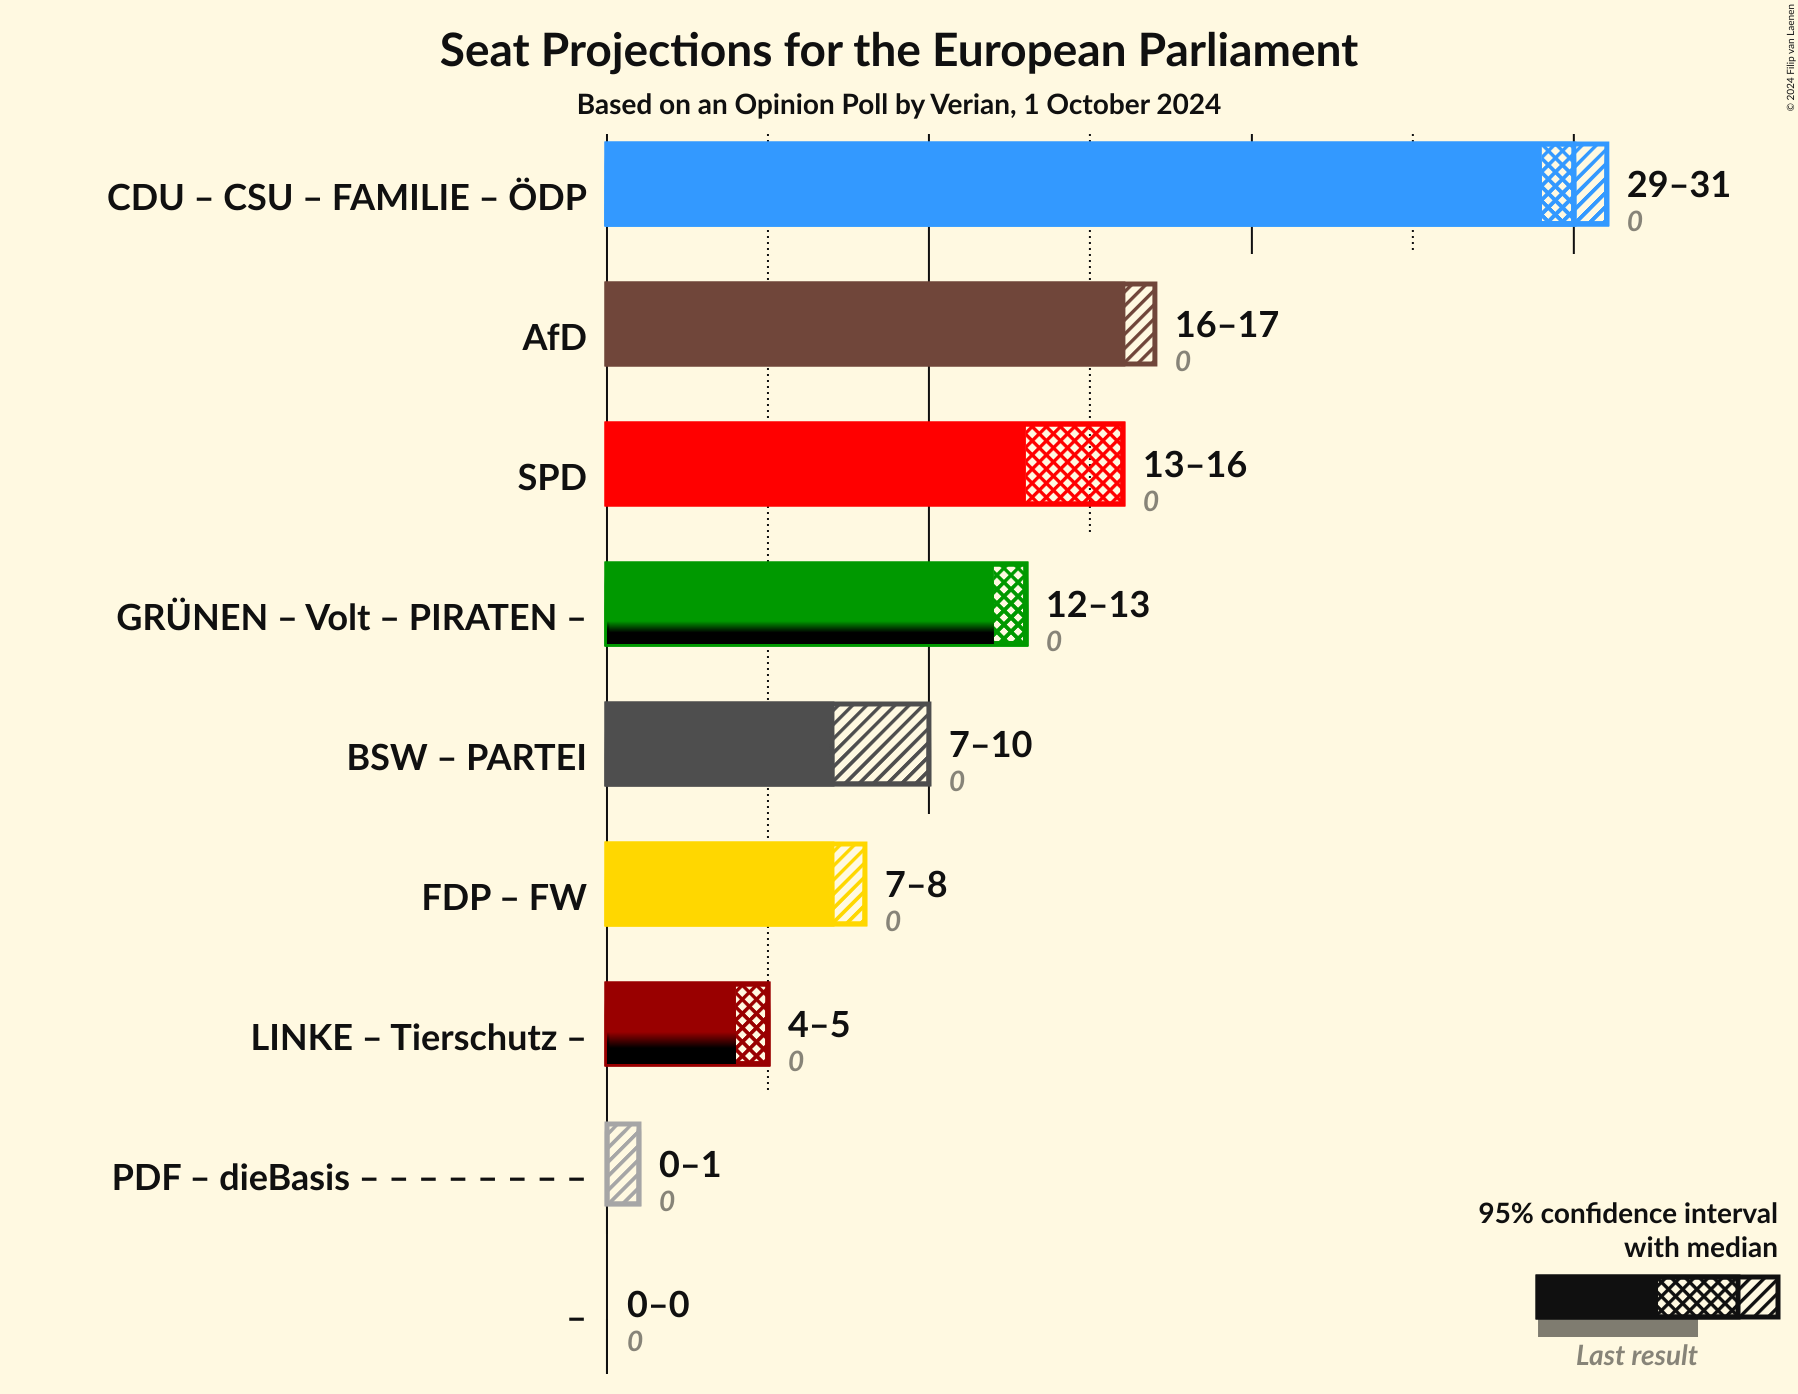 Seat Projections for the European Parliament
Based on an Opinion Poll by Verian, 1 October 2024
© 2024 Filip van Laenen
CDU – CSU – FAMILIE – ÖDP
29–31
0
AfD
16–17
0
SPD
13–16
0
GRÜNEN – Volt – PIRATEN –
12–13
0
BSW – PARTEI
7–10
0
FDP – FW
7–8
0
LINKE – Tierschutz –
4–5
0
PDF – dieBasis – – – – – – – –
0–1
0
–
0–0
0
95% confidence interval
with median
Last result